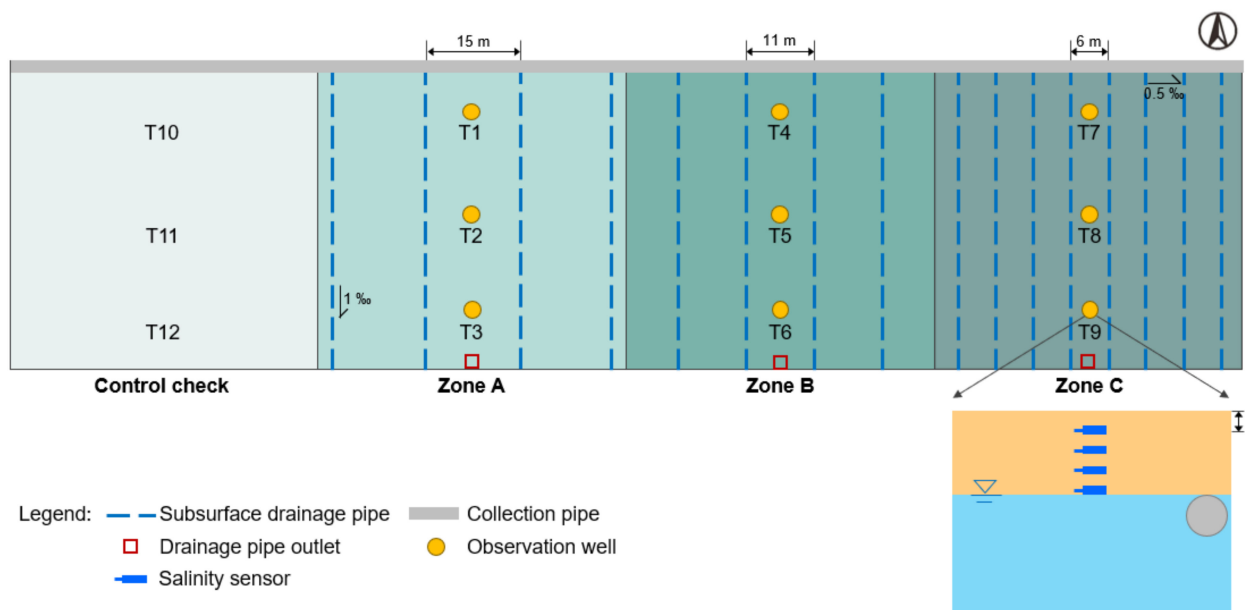 15 m
11 m
6 m
0.5 ‰
T10
T1
T4
T7
T11
T2
T5
T8
1 ‰
T12
T3
T6
T9
Control check
Zone A
Zone B
Zone C
Legend:
Subsurface drainage pipe
Collection pipe
Drainage pipe outlet
Observation well
Salinity sensor